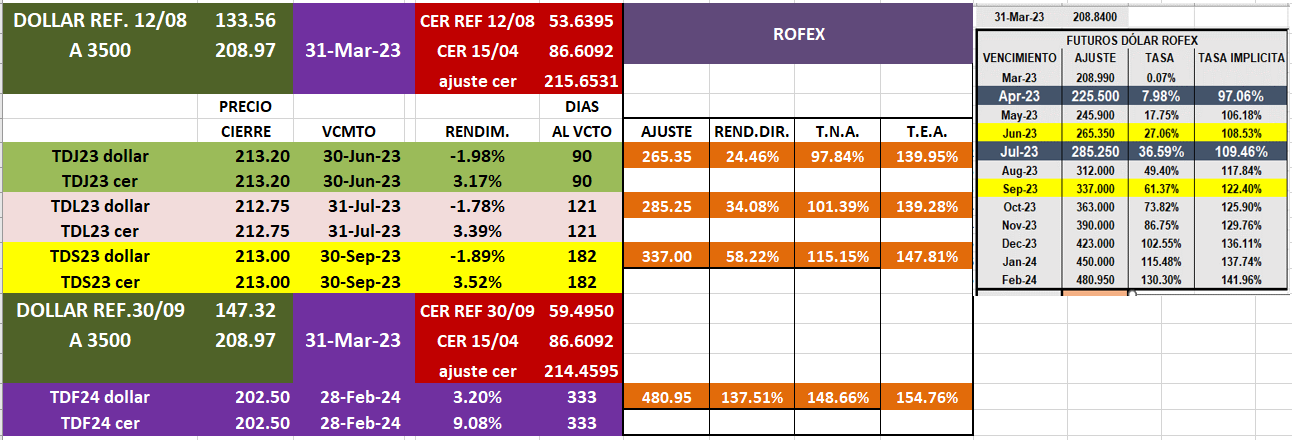 DOLLAR REF. 12/08 133.56 31-Mar-23 CER REF 12/08 53.6395 ROFEX
A 3500 208.97 CER 15/04 86.6092
ajuste cer 215.6531
PRECIO DIAS
CIERRE VCMTO RENDIM. AL VCTO AJUSTE REND.DIR. T.N.A. T.E.A.
TDJ23 dollar 213.20 30-Jun-23 -1.98% 90 265.35 24.46% 97.84% 139.95%
TDJ23 cer 213.20 30-Jun-23 3.17% 90
TDL23 dollar 212.75 31-Jul-23 -1.78% 121 285.25 34.08% 101.39% 139.28%
TDL23 cer 212.75 31-Jul-23 3.39% 121
TDS23 dollar 213.00 30-Sep-23 -1.89% 182 337.00 58.22% 115.15% 147.81%
TDS23 cer 213.00 30-Sep-23 3.52% 182
DOLLAR REF.30/09 147.32 31-Mar-23 CER REF 30/09 59.4950
A 3500 208.97 CER 15/04 86.6092
ajuste cer 214.4595
TDF24 dollar 202.50 28-Feb-24 3.20% 333 480.95 137.51% 148.66% 154.76%
TDF24 cer 202.50 28-Feb-24 9.08% 333
31-Mar-23 208.8400
FUTUROS DÓLAR ROFEX
VENCIMIENTO AJUSTE TASA TASA IMPLICITA
Mar-23 208.990 0.07%
Apr-23 225.500 7.98% 97.06%
May-23 245.900 17.75% 106.18%
Jun-23 265.350 27.06% 108.53%
Jul-23 285.250 36.59% 109.46%
Aug-23 312.000 49.40% 117.84%
Sep-23 337.000 61.37% 122.40%
Oct-23 363.000 73.82% 125.90%
Nov-23 390.000 86.75% 129.76%
Dec-23 423.000 102.55% 136.11%
Jan-24 450.000 115.48% 137.74%
Feb-24 480.950 130.30% 141.96%